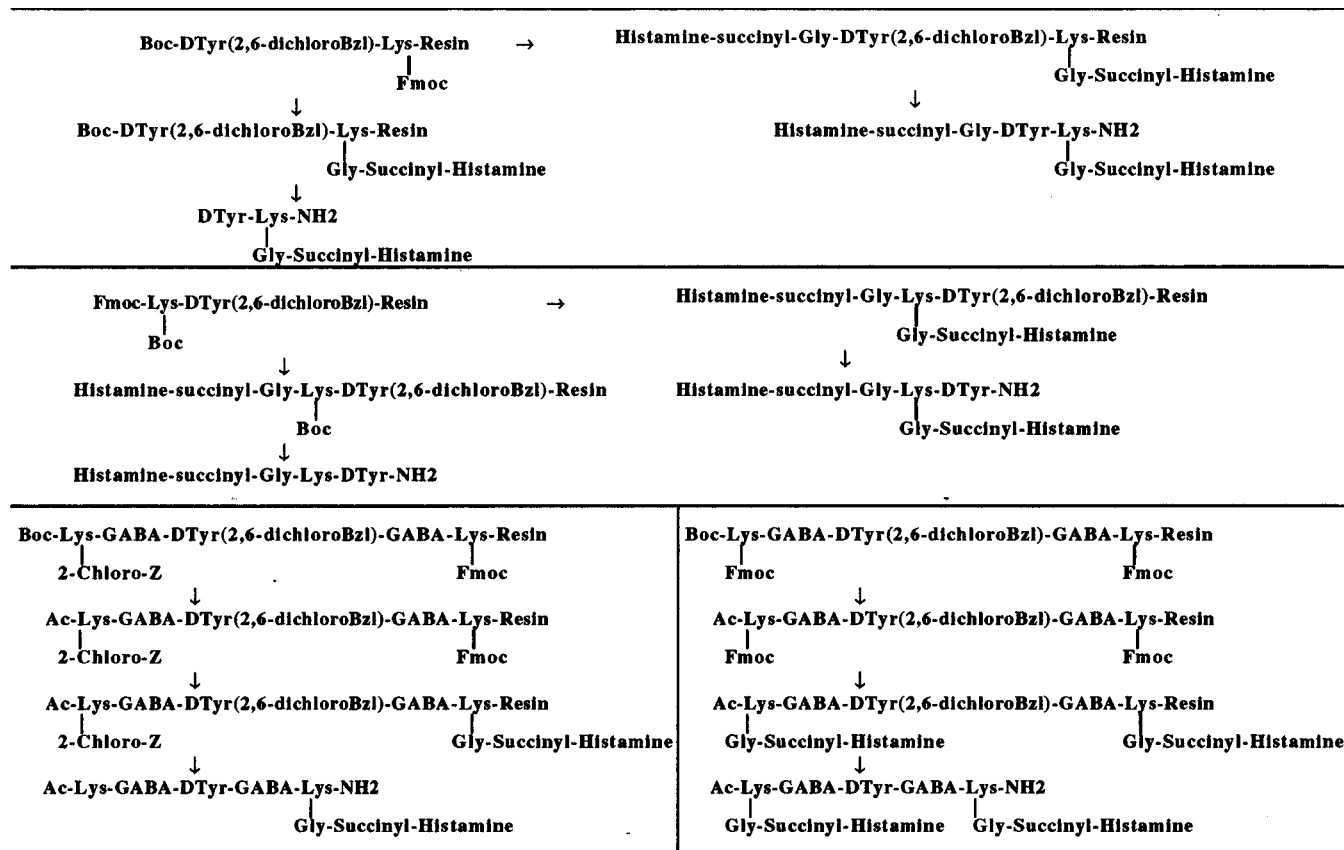 Boc-DTyr(2,6-dichloroBzl)-Lys-Resin → Histamine-succinyl-Gly-DTyr(2,6-dichloroBzl)-Lys-Resin
Fmoc Gly-Succinyl-Histamine
↓ ↓
Boc-DTyr(2,6-dichloroBzl)-Lys-Resin Histamine-succinyl-Gly-DTyr-Lys-NH2
Gly-Succinyl-Histamine Gly-Succinyl-Histamine
↓
DTyr-Lys-NH2
Gly-Succinyl-Histamine
Fmoc-Lys-DTyr(2,6-dichloroBzl)-Resin → Histamine-succinyl-Gly-Lys-DTyr(2,6-dichloroBzl)-Resin
Boc Gly-Succinyl-Histamine
↓ ↓
Histamine-succinyl-Gly-Lys-DTyr(2,6-dichloroBzl)-Resin Histamine-succinyl-Gly-Lys-DTyr-NH2
Boc Gly-Succinyl-Histamine
↓
Histamine-succinyl-Gly-Lys-DTyr-NH2
Boc-Lys-GABA-DTyr(2,6-dichloroBzl)-GABA-Lys-Resin
2-Chloro-Z Fmoc
↓
Ac-Lys-GABA-DTyr(2,6-dichloroBzl)-GABA-Lys-Resin
2-Chloro-Z Fmoc
↓
Ac-Lys-GABA-DTyr(2,6-dichloroBzl)-GABA-Lys-Resin
2-Chloro-Z Gly-Succinyl-Histamine
↓
Ac-Lys-GABA-DTyr-GABA-Lys-NH2
Gly-Succinyl-Histamine
Boc-Lys-GABA-DTyr(2,6-dichloroBzl)-GABA-Lys-Resin
Fmoc Fmoc
↓
Ac-Lys-GABA-DTyr(2,6-dichloroBzl)-GABA-Lys-Resin
Fmoc Fmoc
↓
Ac-Lys-GABA-DTyr(2,6-dichloroBzl)-GABA-Lys-Resin
Gly-Succinyl-Histamine Gly-Succinyl-Histamine
↓
Ac-Lys-GABA-DTyr-GABA-Lys-NH2
Gly-Succinyl-Histamine Gly-Succinyl-Histamine